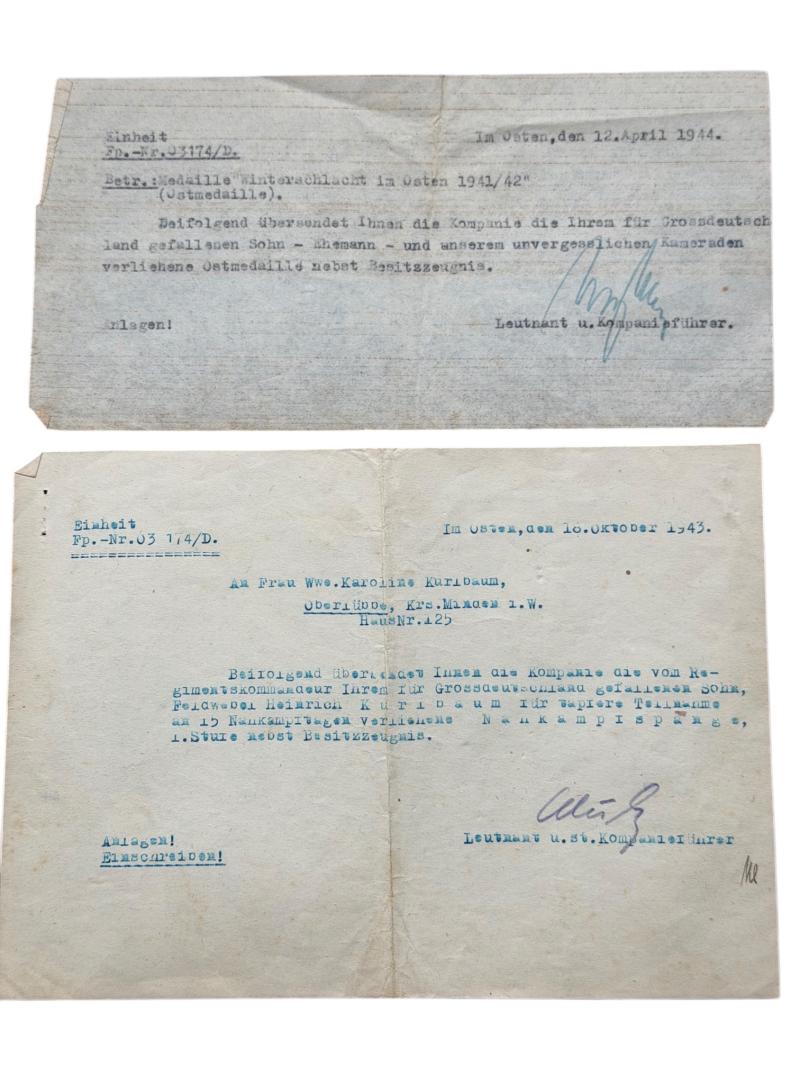 Einheit
Fp.-Nr.03174/D.
Im Osten,den 12.April 1944.
Betr.:Medaille"Winterschlacht im Osten 1941/42"
(Ostmedaille).
Beifolgend übersendet Ihnen die Kompanie die Ihrem für Grossdeutsch
land gefallenen Sohn - Ehemann - und unserem unvergesslichen Kameraden
verliehene Ostmedaille nebst Besitzzeugnis.
Anlagen!
Leutnant u.Kompanieführer.
Einheit
Fp.-Nr.03 174/D.
Im Osten,den 18.Oktober 1943.
An Frau Wwe.Karoline Kurlbaum,
Oberlübbe, Krs.Minden i.W.
HausNr.125
Beifolgend übersendet Ihnen die Kompanie die vom Re-
gimentskommandeur Ihrem für Grossdeutschland gefallenen Sohn,
Feldwebel Heinrich K u r l b a u m für tapfere Teilnahme
an 15 Nahkampftagen verliehene N a h k a m p f s p a n g e,
1.Stufe nebst Besitzzeugnis.
Anlagen!
Einschreiben!
Leutnant u.st.Kompanieführer